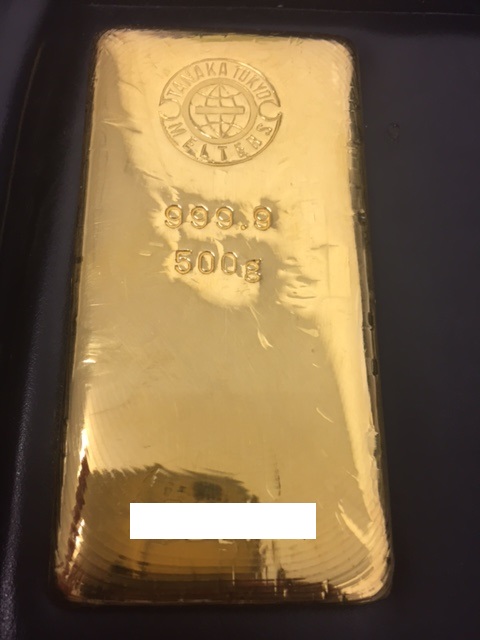 TANAKA TOKYO
MELTERS
999.9
500g